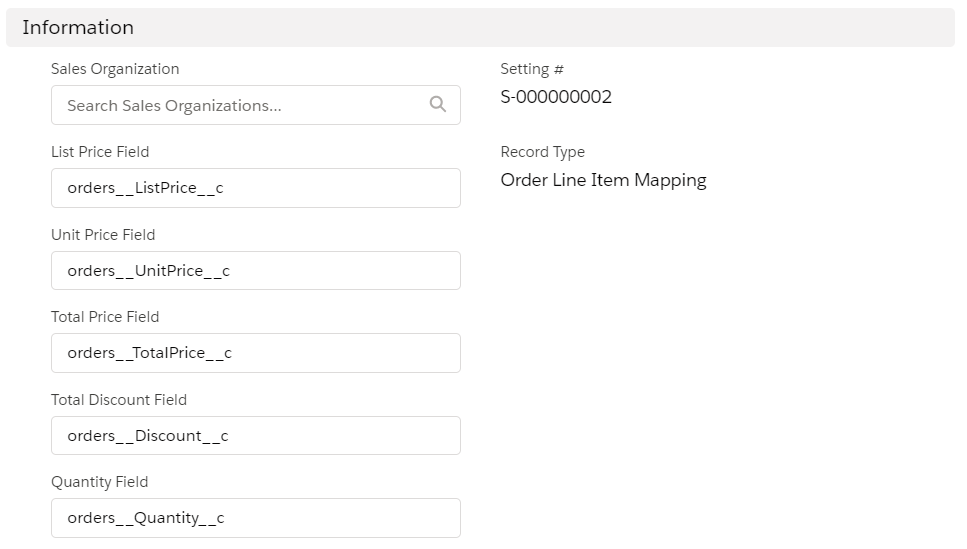 Information
Sales Organization
Search Sales Organizations...
Setting #
S-000000002
List Price Field
orders__ListPrice__c
Record Type
Order Line Item Mapping
Unit Price Field
orders__UnitPrice__c
Total Price Field
orders__TotalPrice__c
Total Discount Field
orders__Discount__c
Quantity Field
orders__Quantity__c